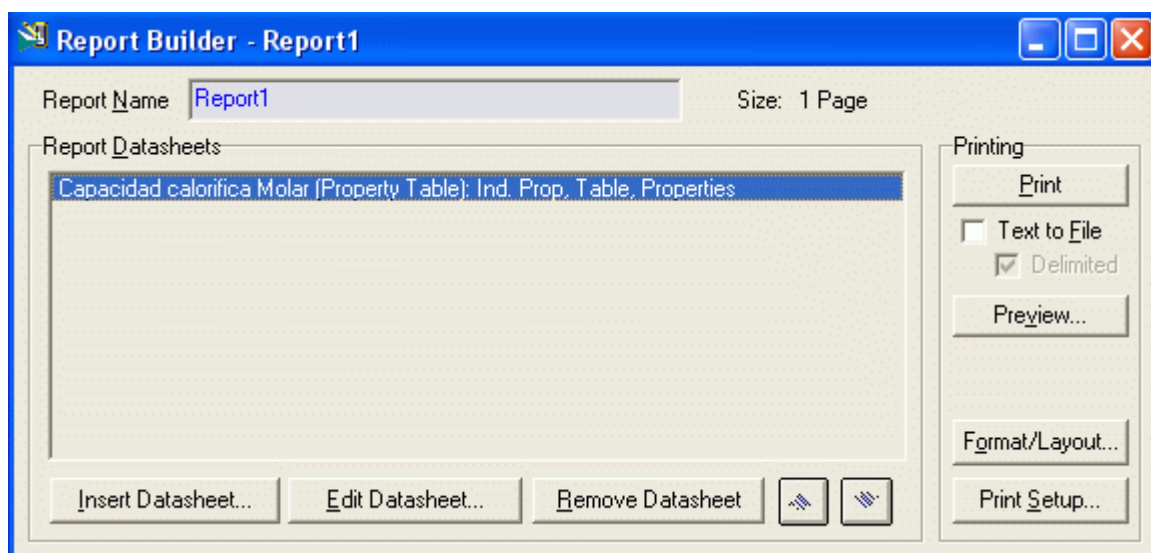 Report Builder - Report1
Report Name Report1 Size: 1 Page
Report Datasheets
Capacidad calorifica Molar (Property Table): Ind. Prop, Table, Properties
Insert Datasheet...
Edit Datasheet...
Remove Datasheet
Printing
Print
Text to File
Delimited
Preview...
Format/Layout...
Print Setup...